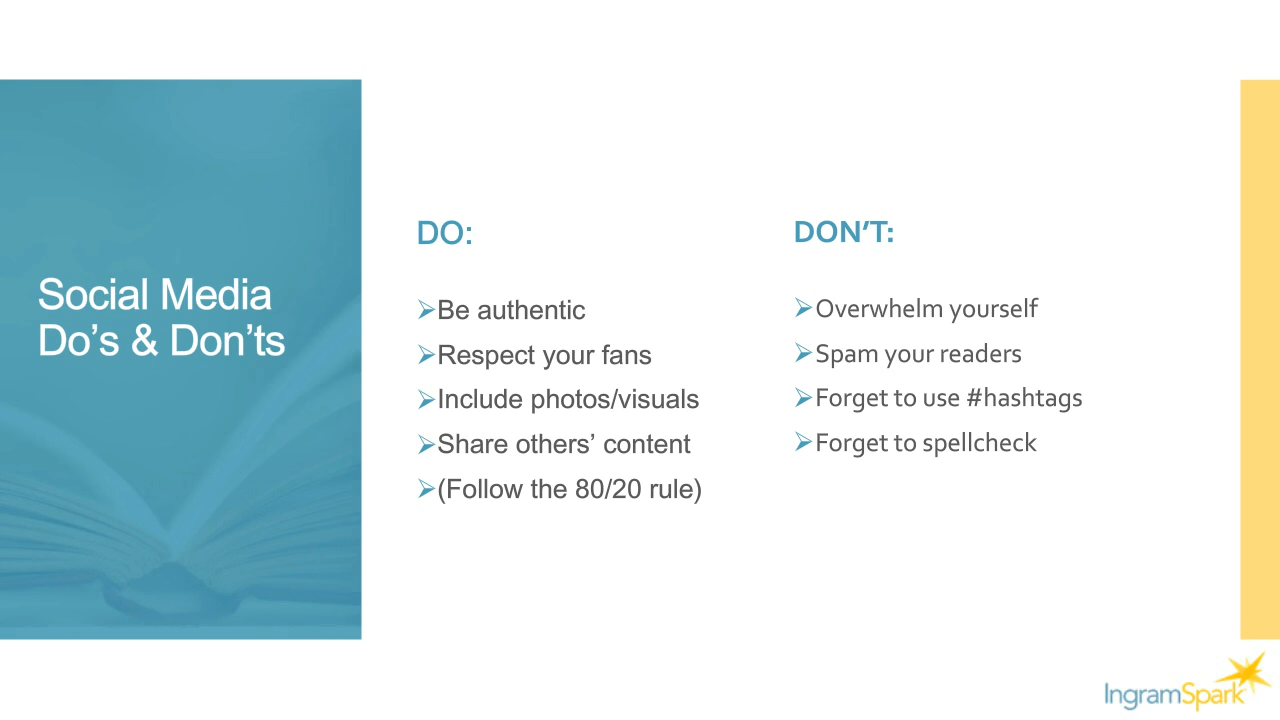 Social Media
Do’s & Don’ts
DO:
➢Be authentic
➢Respect your fans
➢Include photos/visuals
➢Share others’ content
➢(Follow the 80/20 rule)
DON’T:
➢Overwhelm yourself
➢Spam your readers
➢Forget to use #hashtags
➢Forget to spellcheck
IngramSpark